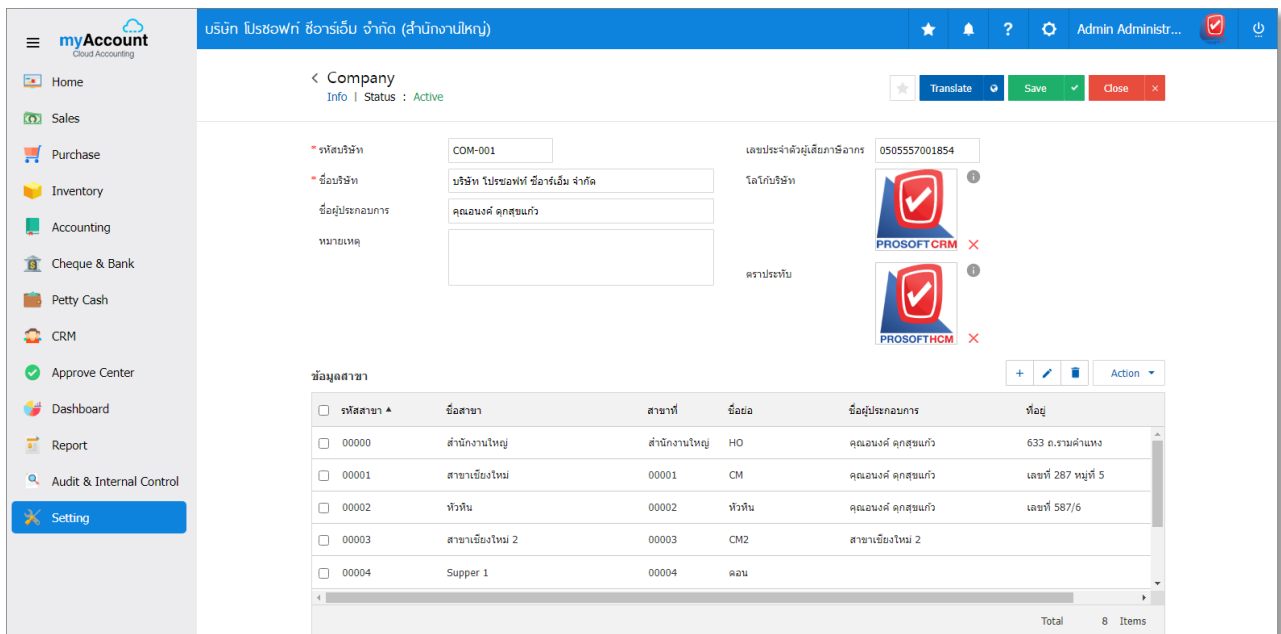 myAccount
Cloud Accounting
บริษัท โปรซอฟท์ ซีอาร์เอ็ม จำกัด (สำนักงานใหญ่)
? Admin Administr...
Home
Sales
Purchase
Inventory
Accounting
Cheque & Bank
Petty Cash
CRM
Approve Center
Dashboard
Report
Audit & Internal Control
Setting
< Company
Info | Status : Active
Translate
Save
Close ×
* รหัสบริษัท COM-001
เลขประจำตัวผู้เสียภาษีอากร 0505557001854
* ชื่อบริษัท บริษัท โปรซอฟท์ ซีอาร์เอ็ม จำกัด
โลโก้บริษัท
ชื่อผู้ประกอบการ คุณอนงค์ ดุกสุขแก้ว
หมายเหตุ
PROSOFTCRM
ตราประทับ
PROSOFTHCM
ข้อมูลสาขา
+ Action
รหัสสาขา ชื่อสาขา สาขาที่ ชื่อย่อ ชื่อผู้ประกอบการ ที่อยู่
00000 สำนักงานใหญ่ สำนักงานใหญ่ HO คุณอนงค์ ดุกสุขแก้ว 633 ถ.รามคำแหง
00001 สาขาเชียงใหม่ 00001 CM คุณอนงค์ ดุกสุขแก้ว เลขที่ 287 หมู่ที่ 5
00002 หัวหิน 00002 หัวหิน คุณอนงค์ ดุกสุขแก้ว เลขที่ 587/6
00003 สาขาเชียงใหม่ 2 00003 CM2 สาขาเชียงใหม่ 2
00004 Supper 1 00004 คอน
Total 8 Items